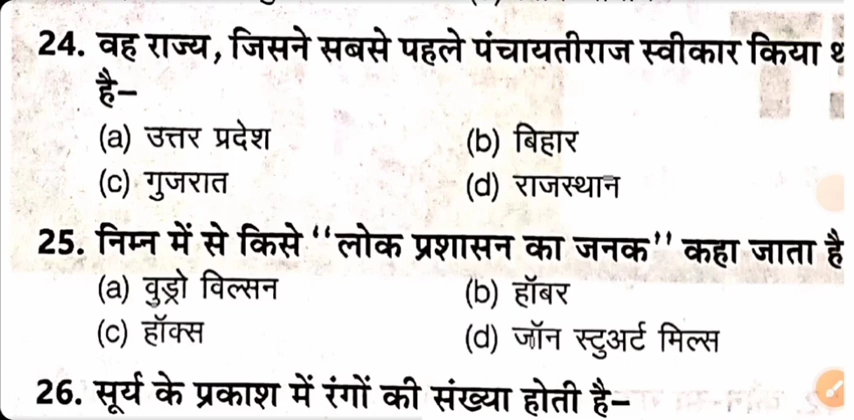 24. वह राज्य, जिसने सबसे पहले पंचायतीराज स्वीकार किया
है–
(a) उत्तर प्रदेश (b) बिहार
(c) गुजरात (d) राजस्थान
25. निम्न में से किसे "लोक प्रशासन का जनक" कहा जाता है
(a) वुड्रो विल्सन (b) हॉबर
(c) हॉक्स (d) जॉन स्टुअर्ट मिल्स
26. सूर्य के प्रकाश में रंगों की संख्या होती है–